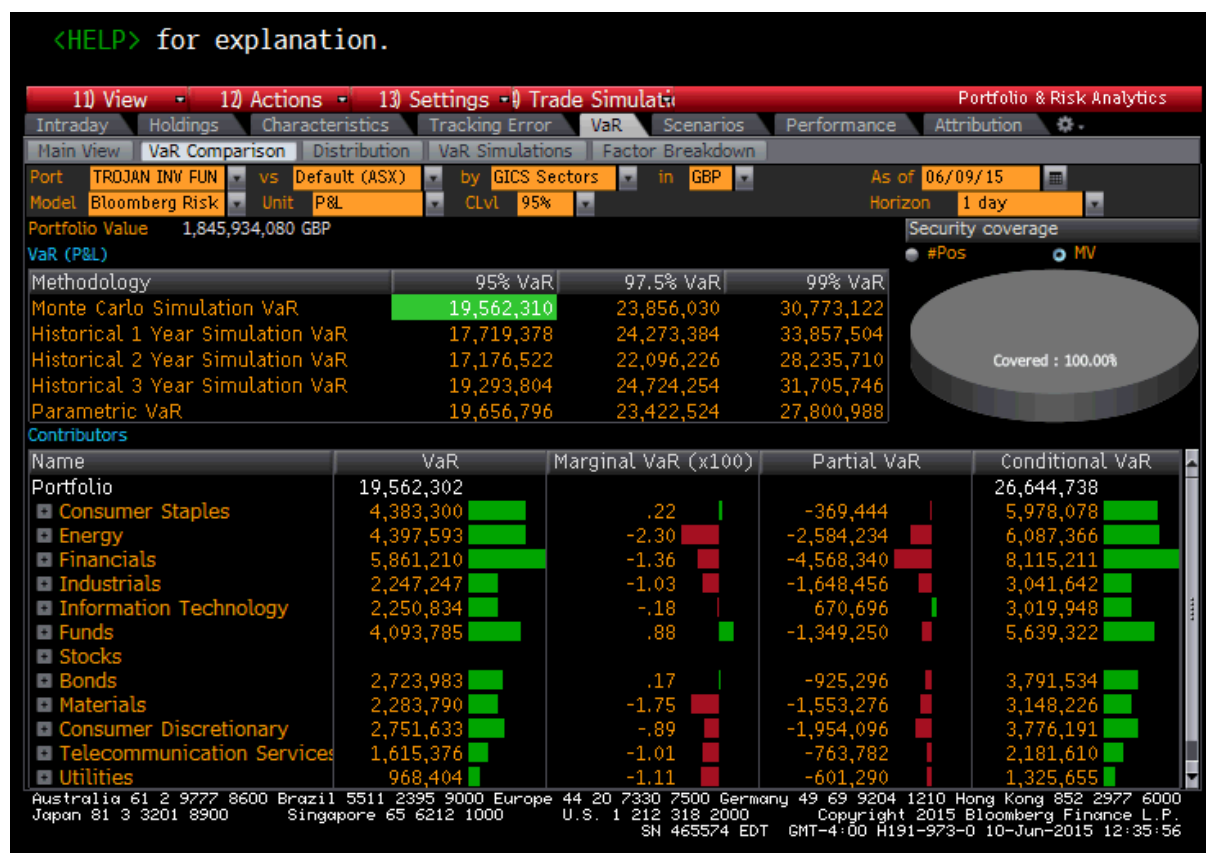 <HELP> for explanation.
11) View 12) Actions 13) Settings Trade Simulati Portfolio & Risk Analytics
Intraday Holdings Characteristics Tracking Error VaR Scenarios Performance Attribution
Main View VaR Comparison Distribution VaR Simulations Factor Breakdown
Port TROJAN INV FUN vs Default (ASX) by GICS Sectors in GBP As of 06/09/15
Model Bloomberg Risk Unit P&L CLvl 95% Horizon 1 day
Portfolio Value 1,845,934,080 GBP Security coverage
VaR (P&L) #Pos MV
Methodology 95% VaR 97.5% VaR 99% VaR
Monte Carlo Simulation VaR 19,562,310 23,856,030 30,773,122
Historical 1 Year Simulation VaR 17,719,378 24,273,384 33,857,504
Historical 2 Year Simulation VaR 17,176,522 22,096,226 28,235,710 Covered : 100.00%
Historical 3 Year Simulation VaR 19,293,804 24,724,254 31,705,746
Parametric VaR 19,656,796 23,422,524 27,800,988
Contributors
Name VaR Marginal VaR (x100) Partial VaR Conditional VaR
Portfolio 19,562,302 26,644,738
Consumer Staples 4,383,300 .22 -369,444 5,978,078
Energy 4,397,593 -2.30 -2,584,234 6,087,366
Financials 5,861,210 -1.36 -4,568,340 8,115,211
Industrials 2,247,247 -1.03 -1,648,456 3,041,642
Information Technology 2,250,834 -.18 670,696 3,019,948
Funds 4,093,785 .88 -1,349,250 5,639,322
Stocks
Bonds 2,723,983 .17 -925,296 3,791,534
Materials 2,283,790 -1.75 -1,553,276 3,148,226
Consumer Discretionary 2,751,633 -.89 -1,954,096 3,776,191
Telecommunication Services 1,615,376 -1.01 -763,782 2,181,610
Utilities 968,404 -1.11 -601,290 1,325,655
Australia 61 2 9777 8600 Brazil 5511 2395 9000 Europe 44 20 7330 7500 Germany 49 69 9204 1210 Hong Kong 852 2977 6000
Japan 81 3 3201 8900 Singapore 65 6212 1000 U.S. 1 212 318 2000 Copyright 2015 Bloomberg Finance L.P.
SN 465574 EDT GMT-4:00 H191-973-0 10-Jun-2015 12:35:56